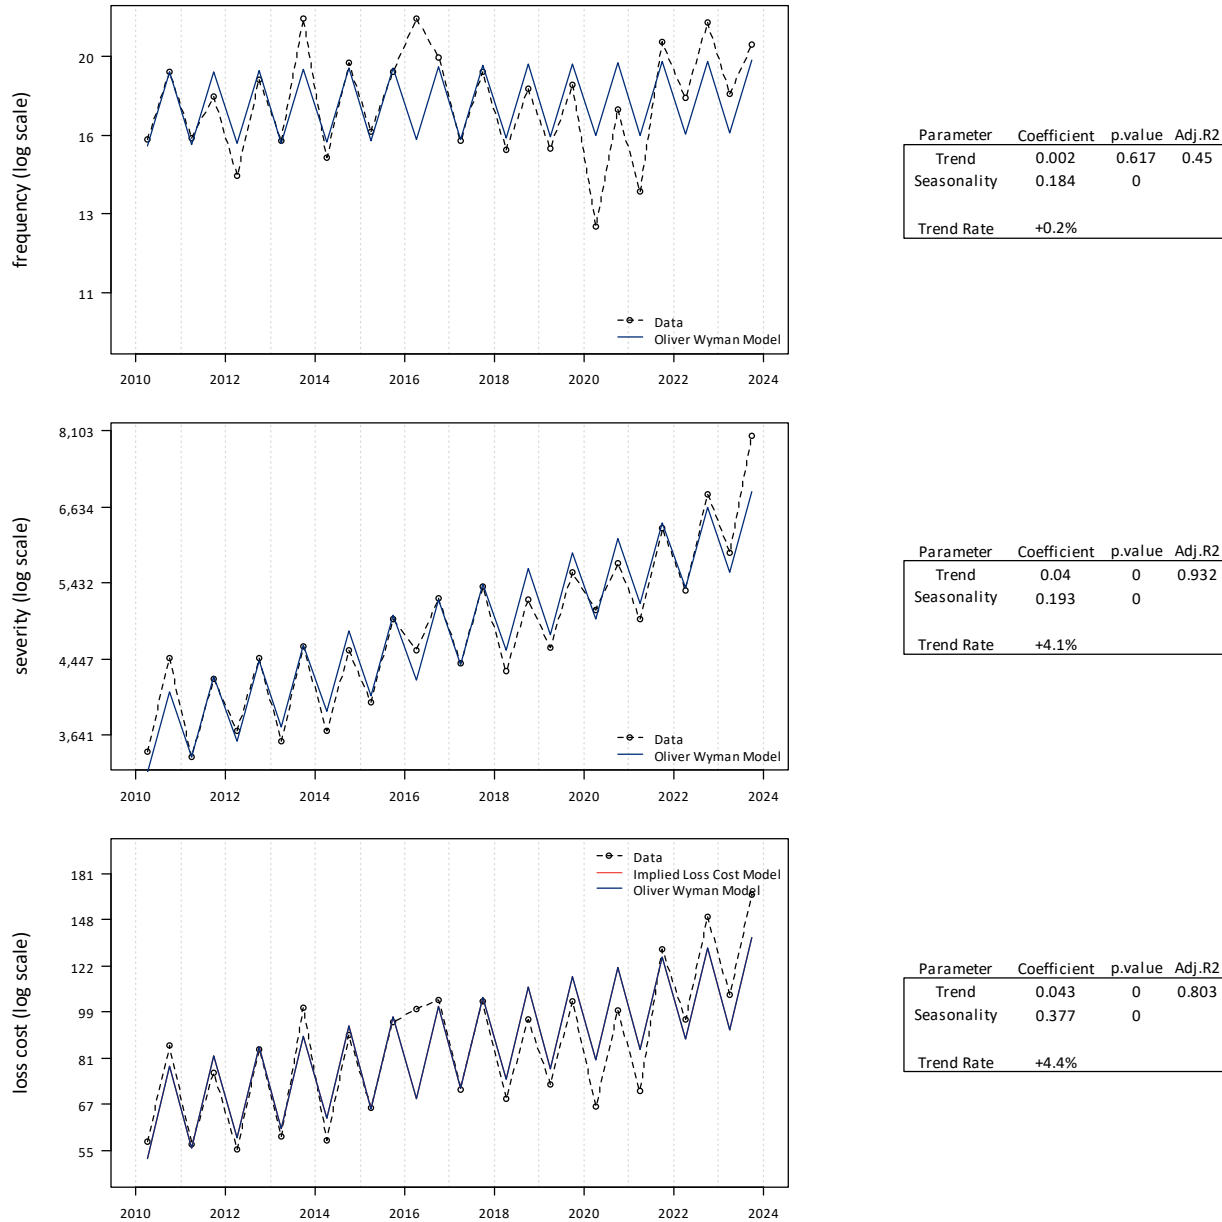 frequency (log scale)
20
16
13
11
Data
Oliver Wyman Model
2010 2012 2014 2016 2018 2020 2022 2024
Parameter Coefficient p.value Adj.R2
Trend 0.002 0.617 0.45
Seasonality 0.184 0
Trend Rate +0.2%
severity (log scale)
8,103
6,634
5,432
4,447
3,641
Data
Oliver Wyman Model
2010 2012 2014 2016 2018 2020 2022 2024
Parameter Coefficient p.value Adj.R2
Trend 0.04 0 0.932
Seasonality 0.193 0
Trend Rate +4.1%
loss cost (log scale)
181
148
122
99
81
67
55
Data
Implied Loss Cost Model
Oliver Wyman Model
2010 2012 2014 2016 2018 2020 2022 2024
Parameter Coefficient p.value Adj.R2
Trend 0.043 0 0.803
Seasonality 0.377 0
Trend Rate +4.4%